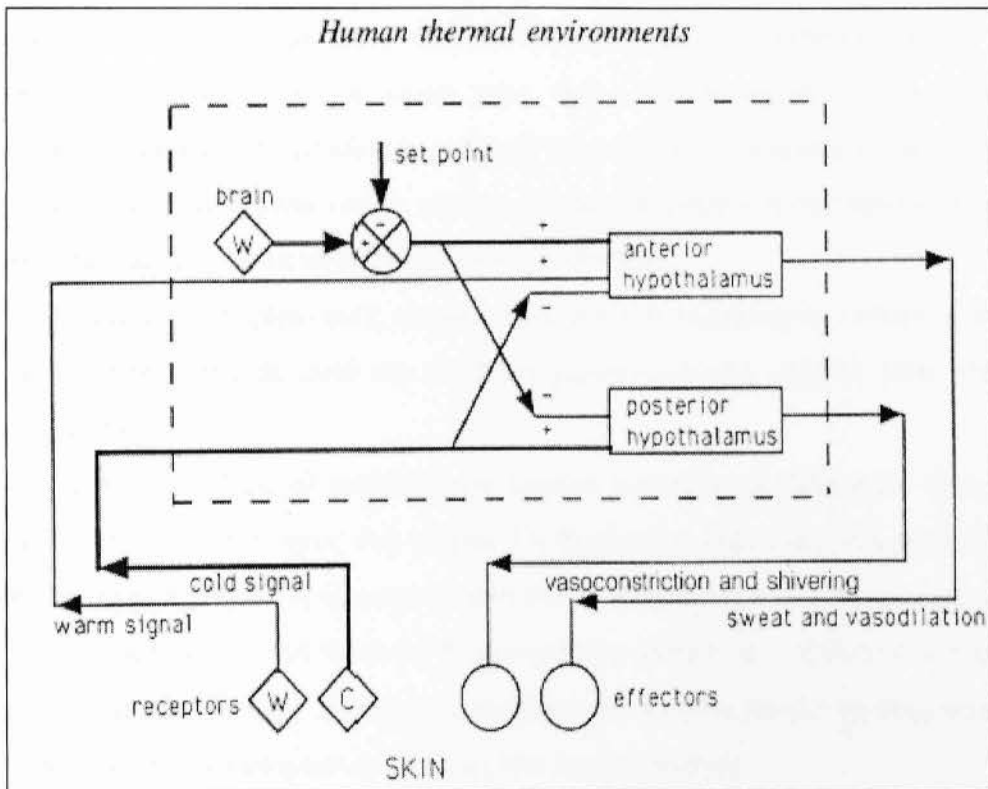 Human thermal environments
set point
brain
W
-
+
+
+
anterior
hypothalamus
-
-
+
posterior
hypothalamus
cold signal
vasoconstriction and shivering
warm signal
sweat and vasodilation
receptors
W
C
effectors
SKIN